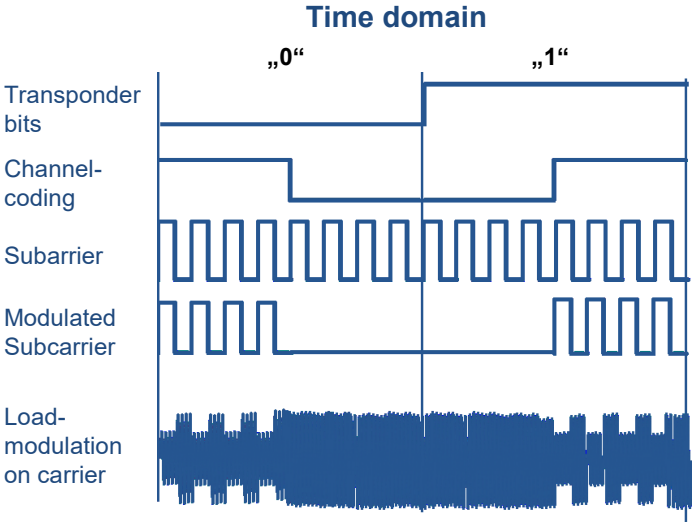 Time domain
„0“
„1“
Transponder
bits
Channel-
coding
Subarrier
Modulated
Subcarrier
Load-
modulation
on carrier